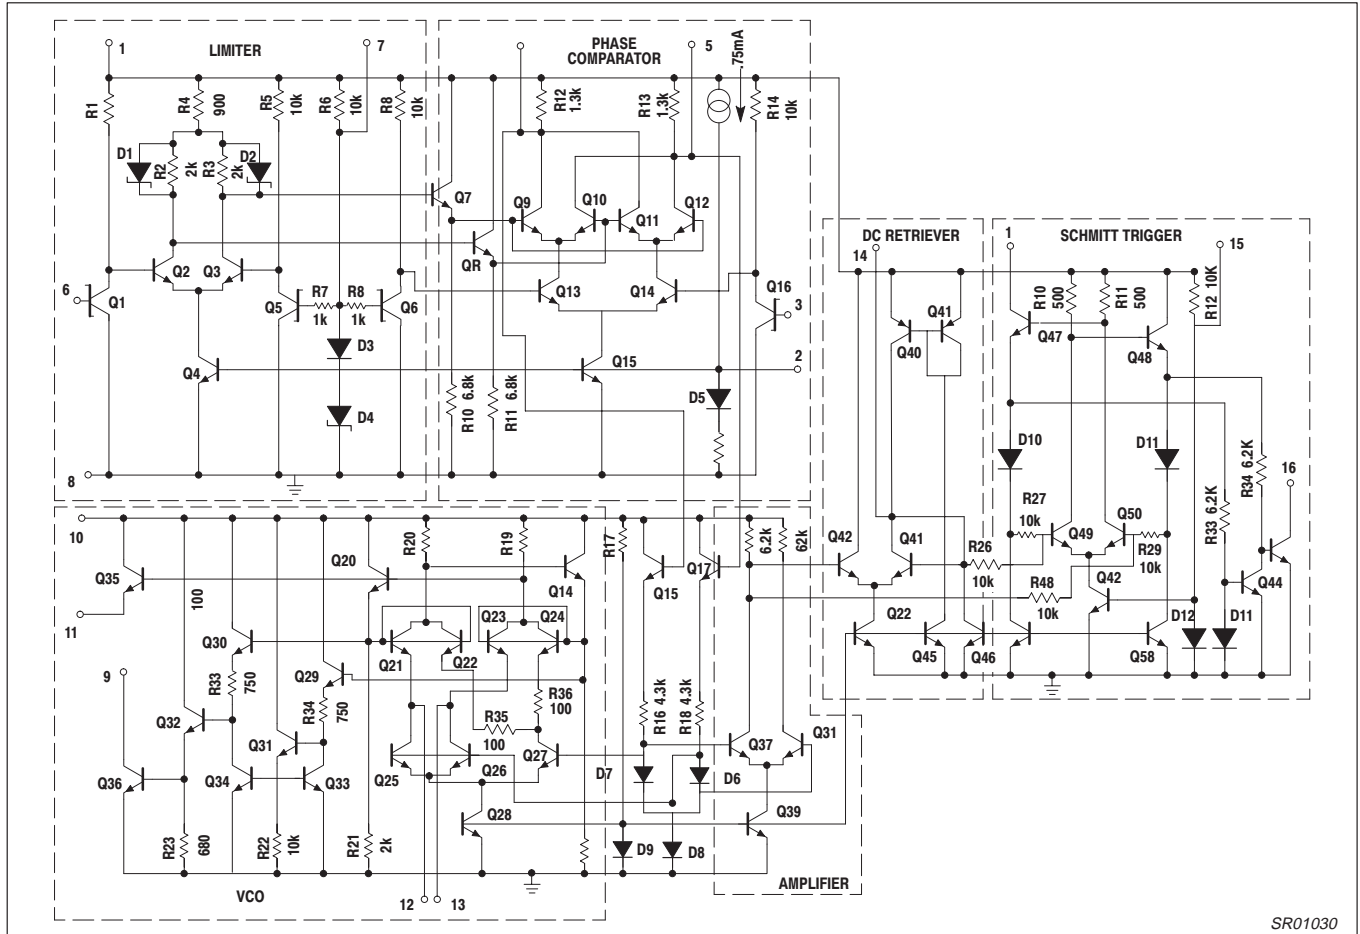 LIMITER
PHASE
COMPARATOR
1
7
5
.75mA
R1
R4
900
R5
10k
R6
10k
R8
10k
R12
1.3k
R13
1.3k
R14
10k
D1
R2
2k
R3
2k
D2
Q7
Q9
Q10
Q11
Q12
QR
Q2
Q3
6
Q1
Q5
R7
1k
R8
1k
Q6
Q13
Q14
Q16
3
D3
Q4
Q15
2
R10 6.8k
R11 6.8k
D5
D4
8
DC RETRIEVER
14
SCHMITT TRIGGER
1
15
Q40
Q41
Q47
R10
500
R11
500
Q48
R12 10K
D10
D11
R34 6.2K
R33 6.2K
16
R27
10k
Q49
Q50
R29
10k
Q42
Q41
R26
10k
R48
10k
Q42
Q44
D12
D11
Q22
Q45
Q46
Q58
10
Q35
11
100
Q20
R20
R19
Q14
R17
Q15
Q17
6.2k
62k
Q30
Q21
Q22
Q23
Q24
9
R33
750
Q29
R34
750
R36
100
R35
100
R16 4.3k
R18 4.3k
Q32
Q31
Q37
Q31
Q36
Q34
Q33
Q25
Q26
Q27
D7
D6
Q28
Q39
R23
680
R22
10k
R21
2k
D9
D8
VCO
12
13
AMPLIFIER
SR01030